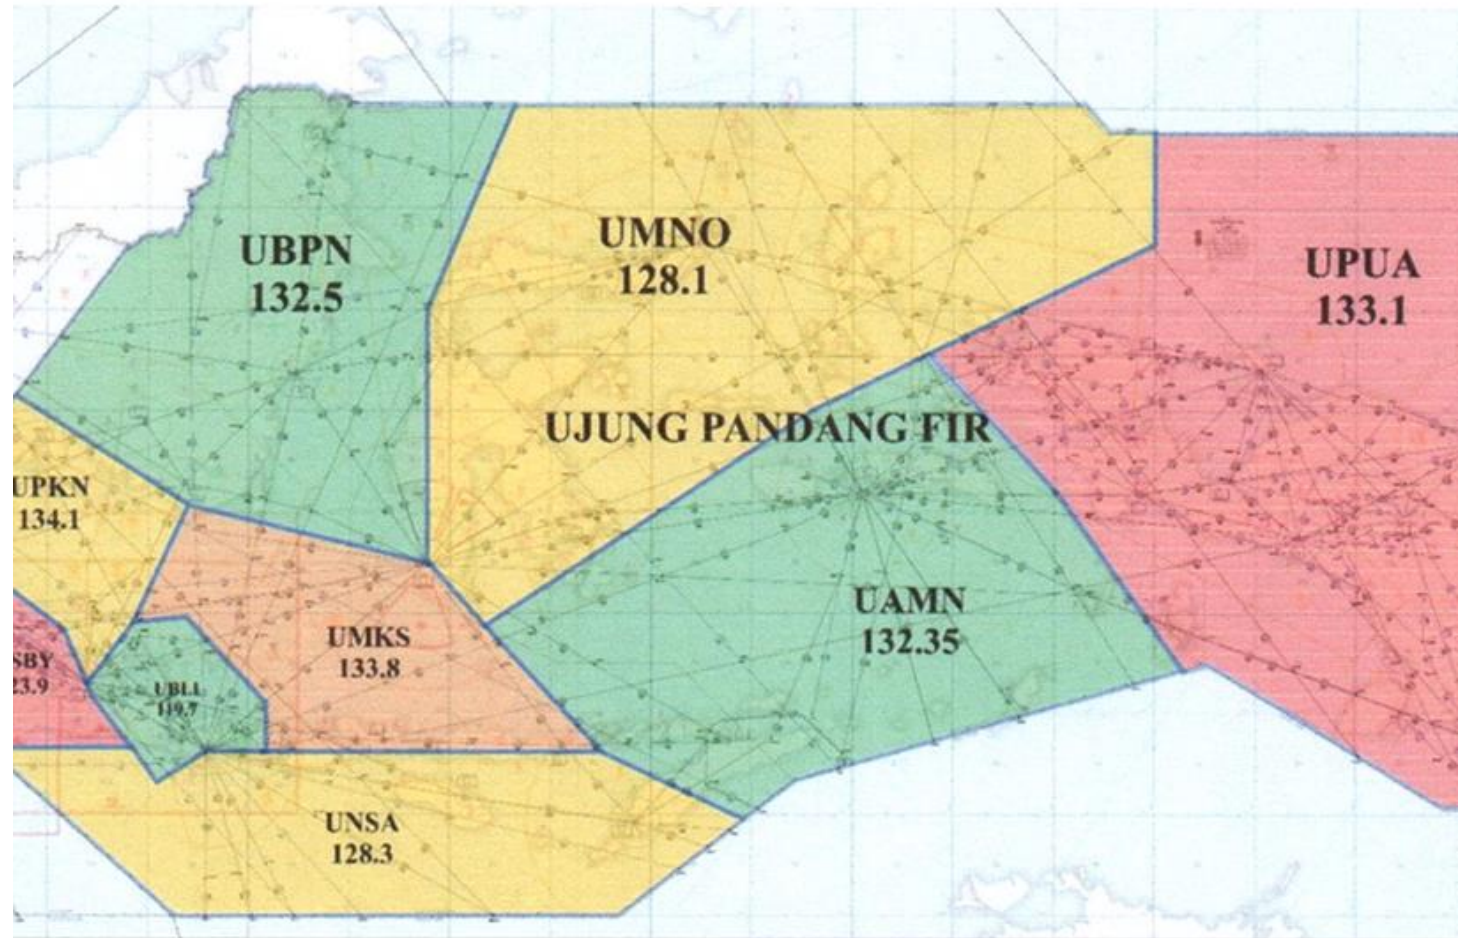 UBPN
132.5
UMNO
128.1
UPUA
133.1
UJUNG PANDANG FIR
UPKN
134.1
UAMN
132.35
UMKS
133.8
SBY
23.9
UBLI
119.7
UNSA
128.3